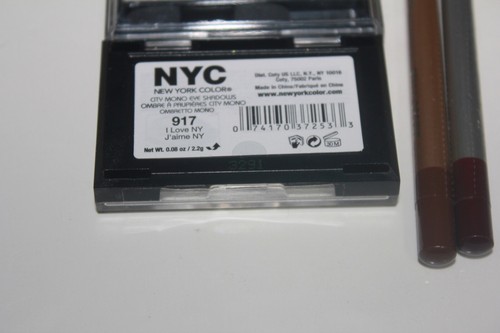 NYC
NEW YORK COLOR®
CITY MONO EYE SHADOWS
OMBRE À PAUPIÈRES CITY MONO
OMBRETTO MONO
917
I Love NY
J'aime NY
Net Wt. 0.08 oz / 2.2g
Dist. Coty US LLC, N.Y., NY 10016
Coty, 75002 Paris
Made in China/Fabriqué en Chine
www.newyorkcolor.com
0 74170 37253 3